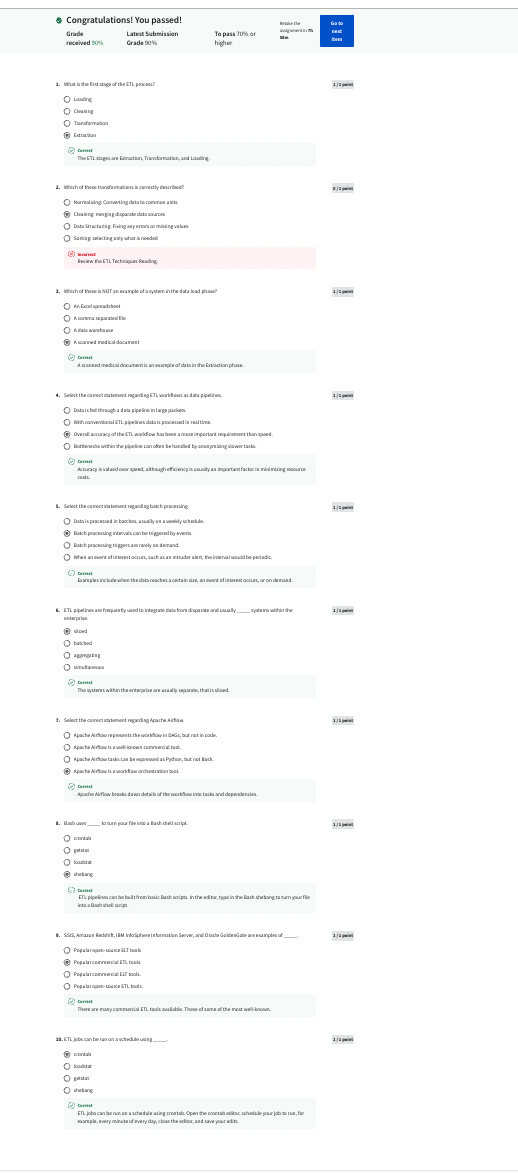 Congratulations! You passed!
Grade received 90%
Latest Submission Grade 90%
To pass 70% or higher
Retake the assignment in 7h 59m
Go to next item
1. What is the first stage of the ETL process?
1 / 1 point
Loading
Cleaning
Transformation
Extraction
Correct
The ETL stages are Extraction, Transformation, and Loading.
2. Which of these transformations is correctly described?
0 / 1 point
Normalizing: Converting data to common units
Cleaning: merging disparate data sources
Data Structuring: Fixing any errors or missing values
Sorting: selecting only what is needed
Incorrect
Review the ETL Techniques Reading.
3. Which of these is NOT an example of a system in the data load phase?
1 / 1 point
An Excel spreadsheet
A comma separated file
A data warehouse
A scanned medical document
Correct
A scanned medical document is an example of data in the Extraction phase.
4. Select the correct statement regarding ETL workflows as data pipelines.
1 / 1 point
Data is fed through a data pipeline in large packets.
With conventional ETL pipelines data is processed in real time.
Overall accuracy of the ETL workflow has been a more important requirement than speed.
Bottlenecks within the pipeline can often be handled by anonymizing slower tasks.
Correct
Accuracy is valued over speed, although efficiency is usually an important factor in minimizing resource
costs.
5. Select the correct statement regarding batch processing.
1 / 1 point
Data is processed in batches, usually on a weekly schedule.
Batch processing intervals can be triggered by events.
Batch processing triggers are rarely on demand.
When an event of interest occurs, such as an intruder alert, the interval would be periodic.
Correct
Examples include when the data reaches a certain size, an event of interest occurs, or on demand.
6. ETL pipelines are frequently used to integrate data from disparate and usually _____ systems within the
enterprise.
1 / 1 point
siloed
batched
aggregating
simultaneous
Correct
The systems within the enterprise are usually separate, that is siloed.
7. Select the correct statement regarding Apache Airflow.
1 / 1 point
Apache Airflow represents the workflow in DAGs, but not in code.
Apache Airflow is a well-known commercial tool.
Apache Airflow tasks can be expressed as Python, but not Bash.
Apache Airflow is a workflow orchestration tool.
Correct
Apache Airflow breaks down details of the workflow into tasks and dependencies.
8. Bash uses _____ to turn your file into a Bash shell script.
1 / 1 point
crontab
getstat
loadstat
shebang
Correct
ETL pipelines can be built from basic Bash scripts. In the editor, type in the Bash shebang to turn your file
into a Bash shell script.
9. SSIS, Amazon Redshift, IBM InfoSphere Information Server, and Oracle GoldenGate are examples of _____.
1 / 1 point
Popular open-source ELT tools
Popular commercial ETL tools.
Popular commercial ELT tools.
Popular open-source ETL tools.
Correct
There are many commercial ETL tools available. These of some of the most well-known.
10. ETL jobs can be run on a schedule using _____.
1 / 1 point
crontab
loadstat
getstat
shebang
Correct
ETL jobs can be run on a schedule using crontab. Open the crontab editor, schedule your job to run, for
example, every minute of every day, close the editor, and save your edits.